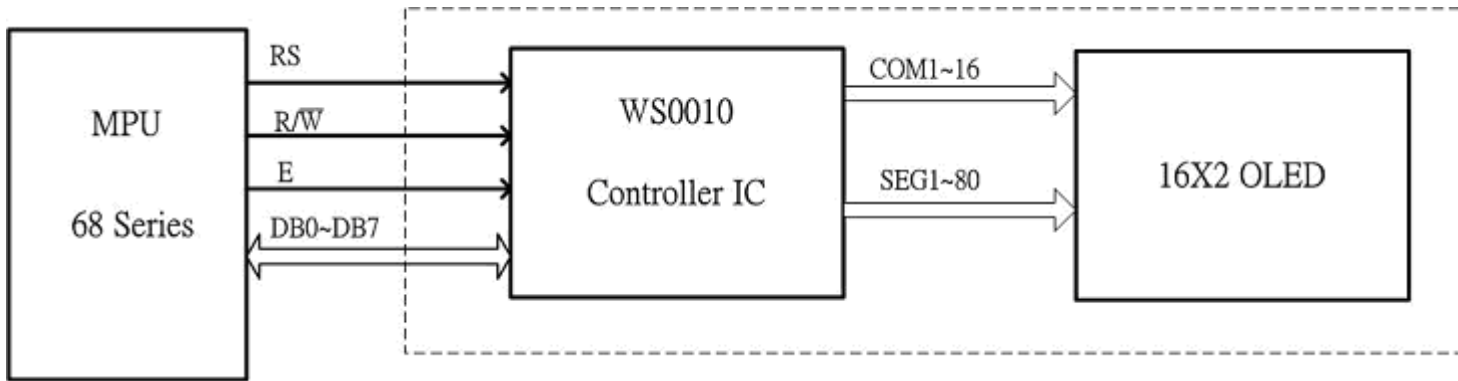 MPU
68 Series
RS
R/W̅
E
DB0~DB7
WS0010
Controller IC
COM1~16
SEG1~80
16X2 OLED